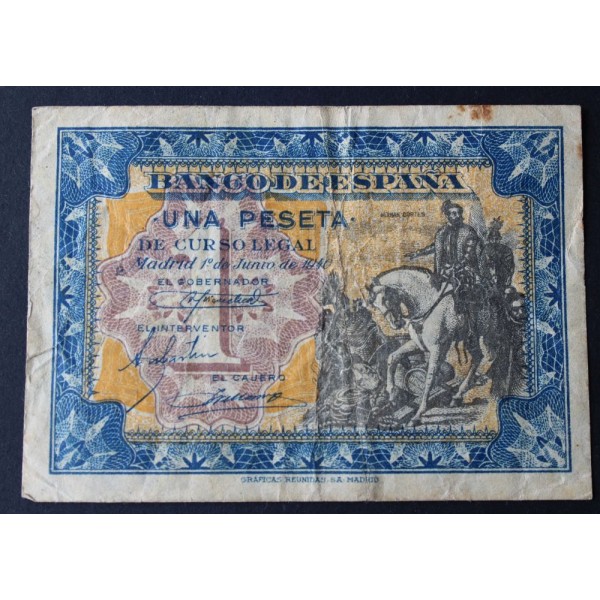 BANCO DE ESPAÑA
·UNA PESETA·
DE CURSO LEGAL
Madrid 1º de Junio de 1940
EL GOBERNADOR
EL INTERVENTOR
EL CAJERO
1
HERNAN CORTES
GRAFICAS REUNIDAS, S.A. MADRID